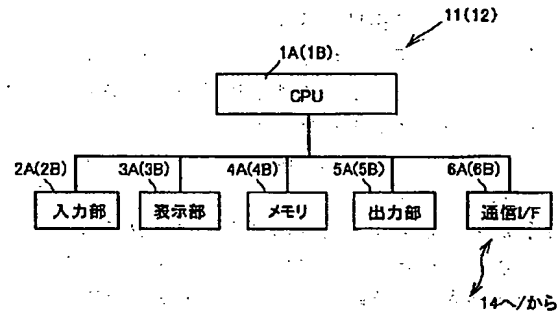 11(12)
1A(1B)
CPU
2A(2B)
3A(3B)
4A(4B)
5A(5B)
6A(6B)
入力部
表示部
メモリ
出力部
通信I/F
14へ/から